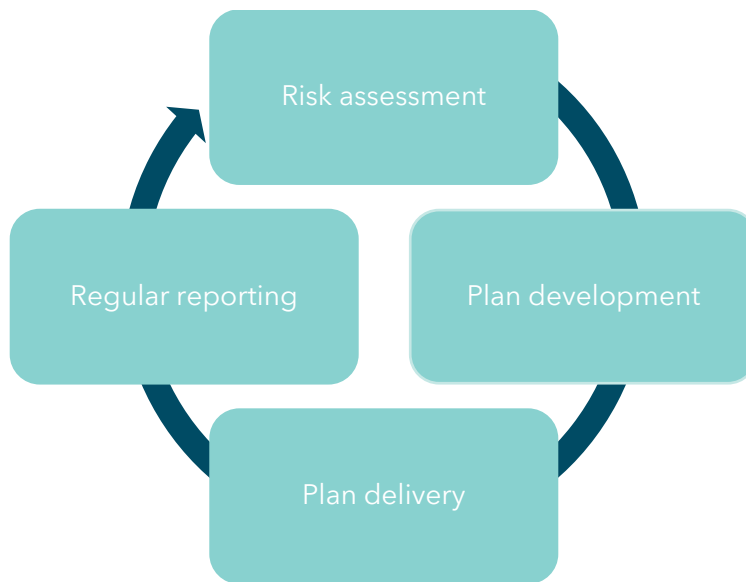 Risk assessment
Plan development
Plan delivery
Regular reporting